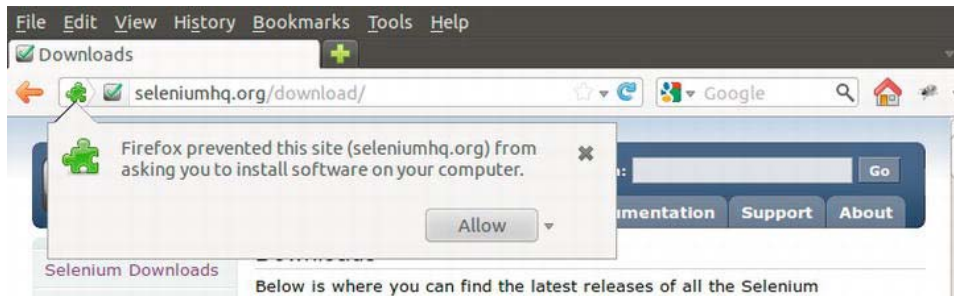 File Edit View History Bookmarks Tools Help
Downloads
seleniumhq.org/download/
Google
Firefox prevented this site (seleniumhq.org) from
asking you to install software on your computer.
Allow
Go
Support
About
Selenium Downloads
Below is where you can find the latest releases of all the Selenium